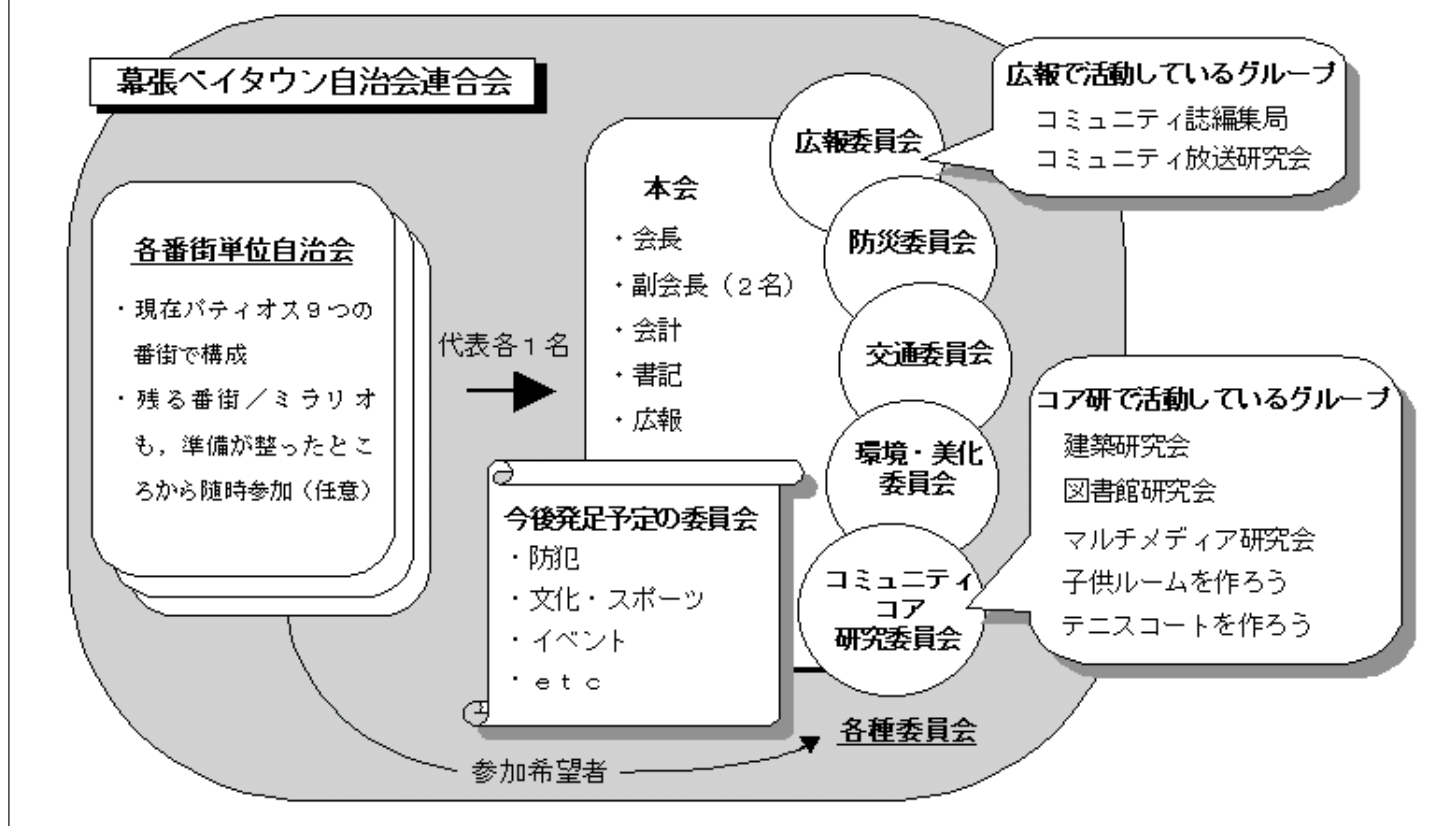 幕張ベイタウン自治会連合会
各番街単位自治会
・現在パティオス９つの
番街で構成
・残る番街／ミラリオ
も，準備が整ったとこ
ろから随時参加（任意）
代表各１名
本会
・会長
・副会長（２名）
・会計
・書記
・広報
広報委員会
防災委員会
交通委員会
環境・美化
委員会
コミュニティ
コア
研究委員会
各種委員会
今後発足予定の委員会
・防犯
・文化・スポーツ
・イベント
・ｅｔｃ
参加希望者
広報で活動しているグループ
コミュニティ誌編集局
コミュニティ放送研究会
コア研で活動しているグループ
建築研究会
図書館研究会
マルチメディア研究会
子供ルームを作ろう
テニスコートを作ろう